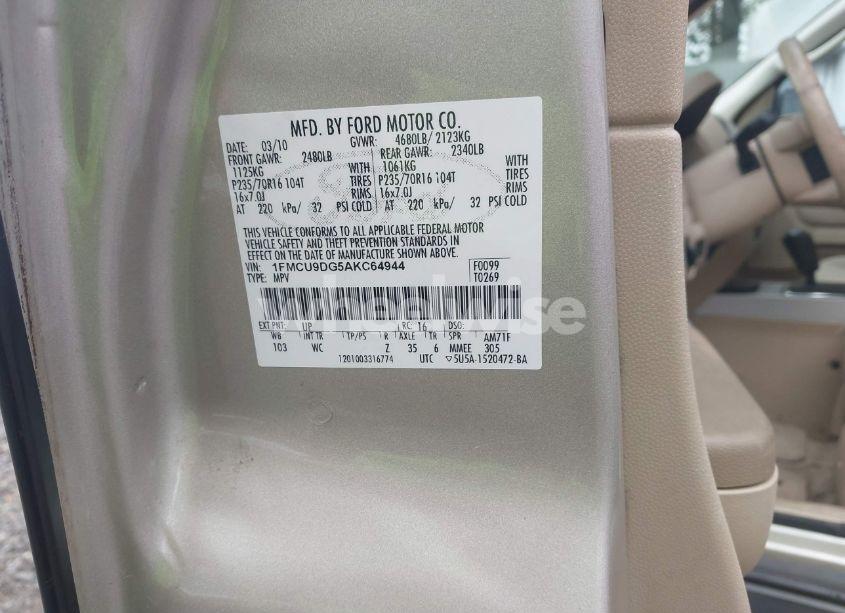 MFD. BY FORD MOTOR CO.
DATE: 03/10 GVWR: 4680LB/ 2123KG
FRONT GAWR: 2480LB REAR GAWR: 2340LB
1125KG WITH 1061KG WITH
P235/70R16 104T TIRES P235/70R16 104T TIRES
16x7.0J RIMS 16x7.0J RIMS
AT 220 kPa/ 32 PSI COLD AT 220 kPa/ 32 PSI COLD
THIS VEHICLE CONFORMS TO ALL APPLICABLE FEDERAL MOTOR
VEHICLE SAFETY AND THEFT PREVENTION STANDARDS IN
EFFECT ON THE DATE OF MANUFACTURE SHOWN ABOVE.
VIN: 1FMCU9DG5AKC64944 F0099
TYPE: MPV T0269
wheelwise
EXT PNT: UP RC: 16 DSO:
WB INT TR TP/PS R AXLE TR SPR AM71F
103 WC Z 35 6 MMEE 305
1201003316774 UTC ▽5U5A-1520472-BA